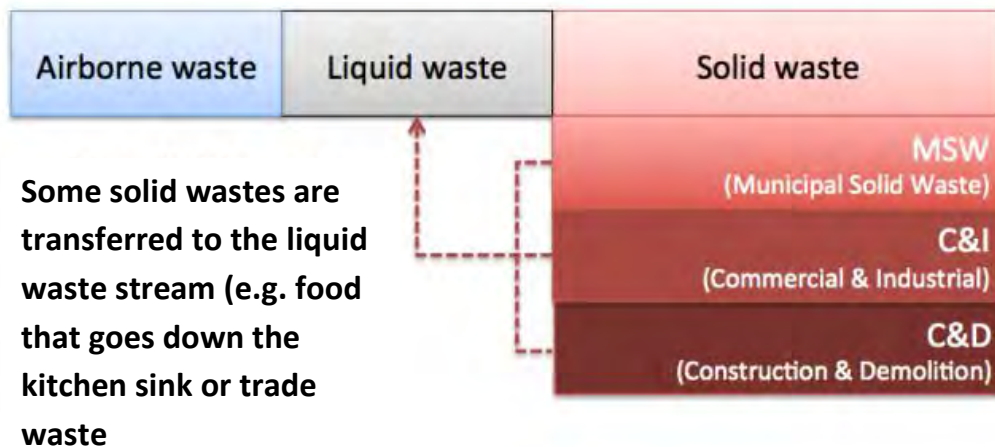 Airborne waste
Liquid waste
Solid waste
MSW
(Municipal Solid Waste)
C&I
(Commercial & Industrial)
C&D
(Construction & Demolition)
Some solid wastes are
transferred to the liquid
waste stream (e.g. food
that goes down the
kitchen sink or trade
waste